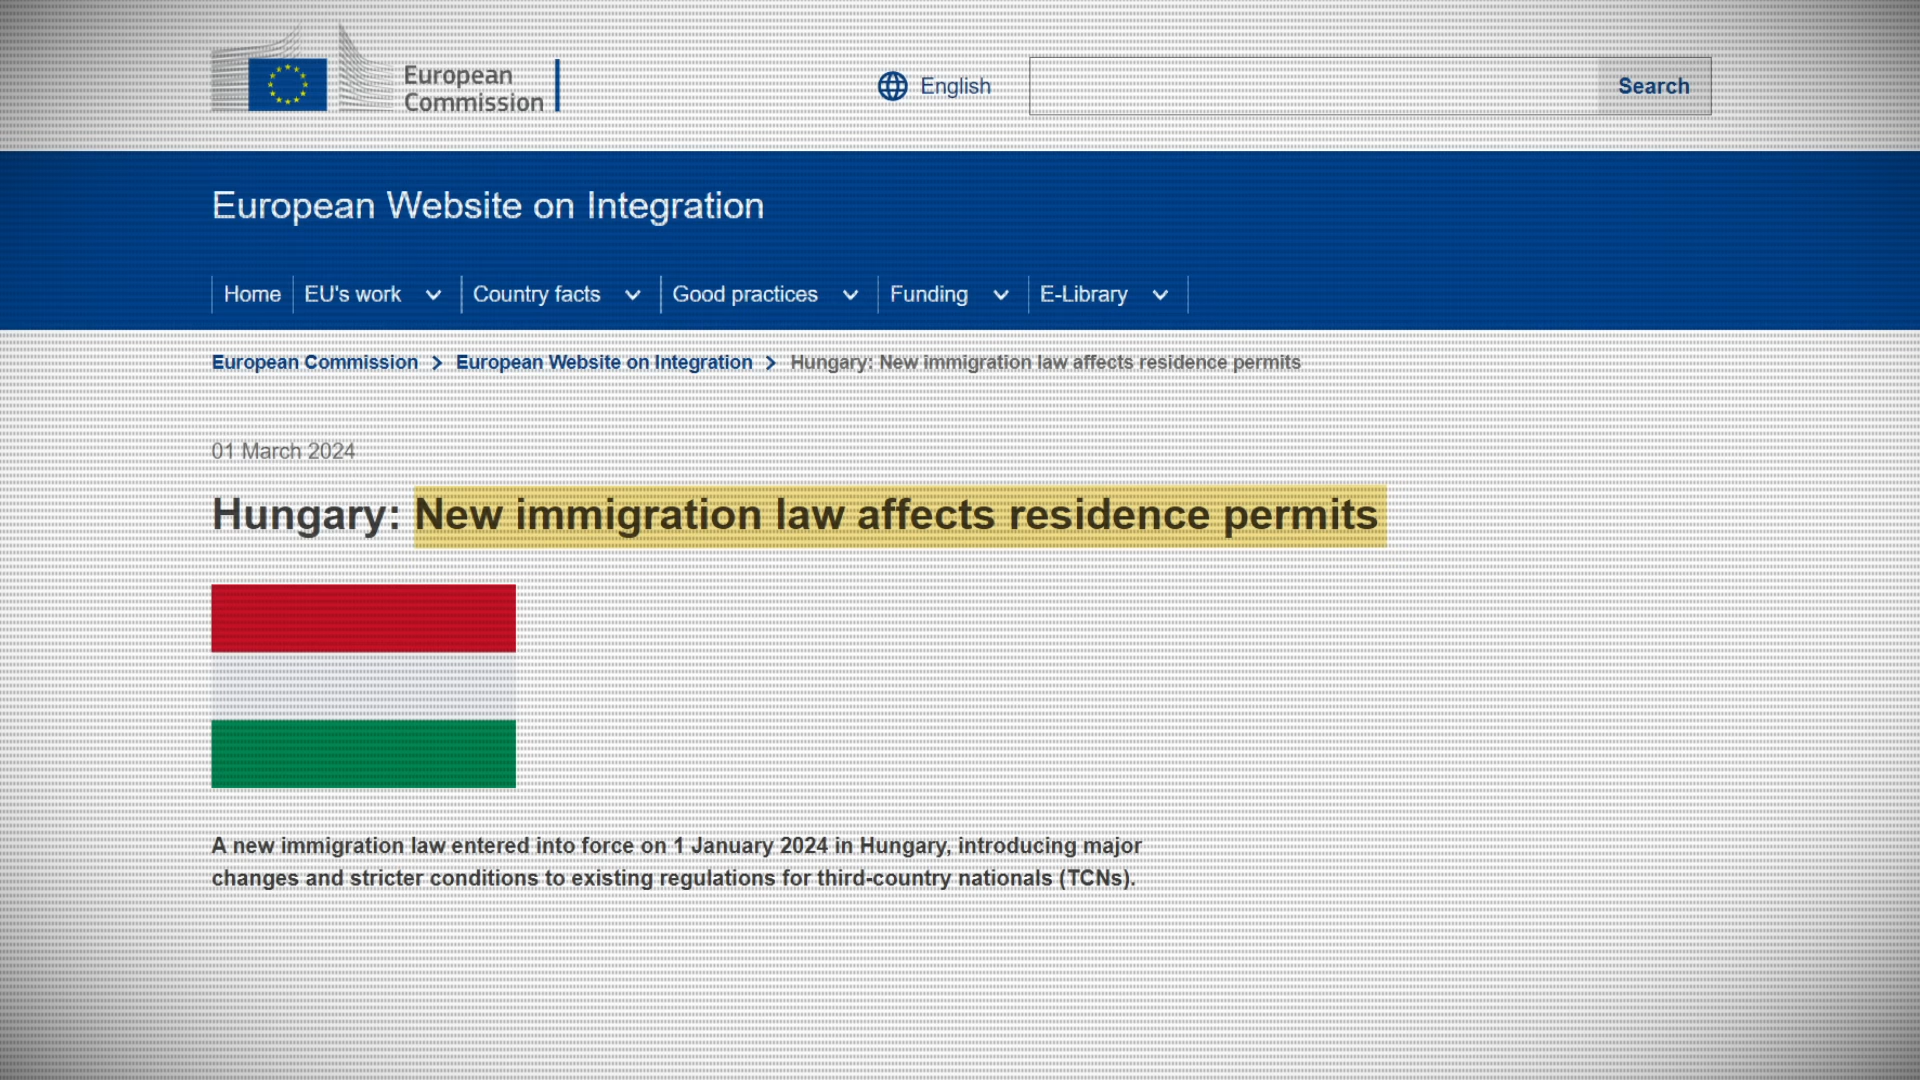 European
Commission
English
Search
European Website on Integration
Home EU's work Country facts Good practices Funding E-Library
European Commission > European Website on Integration > Hungary: New immigration law affects residence permits
01 March 2024
Hungary: New immigration law affects residence permits
A new immigration law entered into force on 1 January 2024 in Hungary, introducing major
changes and stricter conditions to existing regulations for third-country nationals (TCNs).